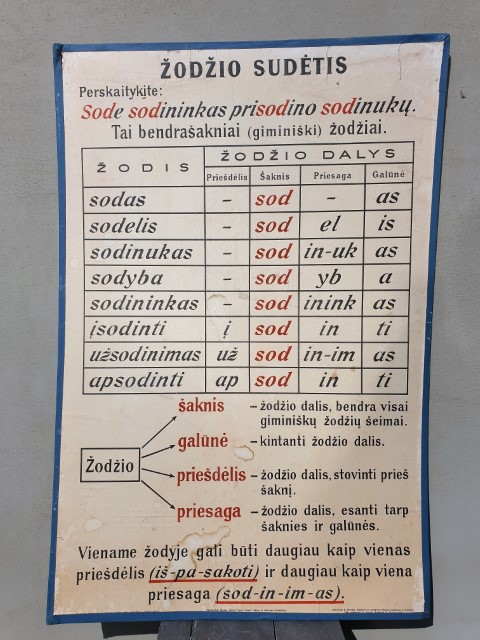 ŽODŽIO SUDĖTIS
Perskaitykite:
Sode sodininkas prisodino sodinukų.
Tai bendrašakniai (giminiški) žodžiai.
ŽODIS ŽODŽIO DALYS
Priešdėlis Šaknis Priesaga Galūnė
sodas – sod – as
sodelis – sod el is
sodinukas – sod in-uk as
sodyba – sod yb a
sodininkas – sod inink as
įsodinti į sod in ti
užsodinimas už sod in-im as
apsodinti ap sod in ti
Žodžio
šaknis – žodžio dalis, bendra visai
giminiškų žodžių šeimai.
galūnė – kintanti žodžio dalis.
priešdėlis – žodžio dalis, stovinti prieš
šaknį.
priesaga – žodžio dalis, esanti tarp
šaknies ir galūnės.
Viename žodyje gali būti daugiau kaip vienas
priešdėlis (iš-pa-sakoti) ir daugiau kaip viena
priesaga (sod-in-im-as).